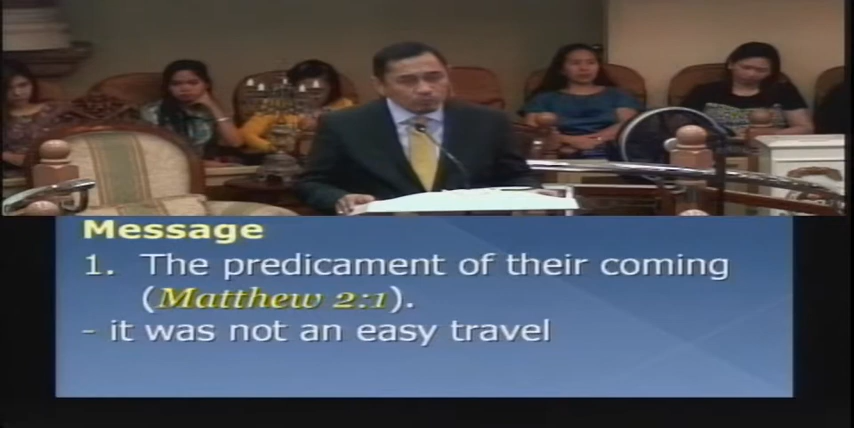 Message
1. The predicament of their coming
(Matthew 2:1).
- it was not an easy travel